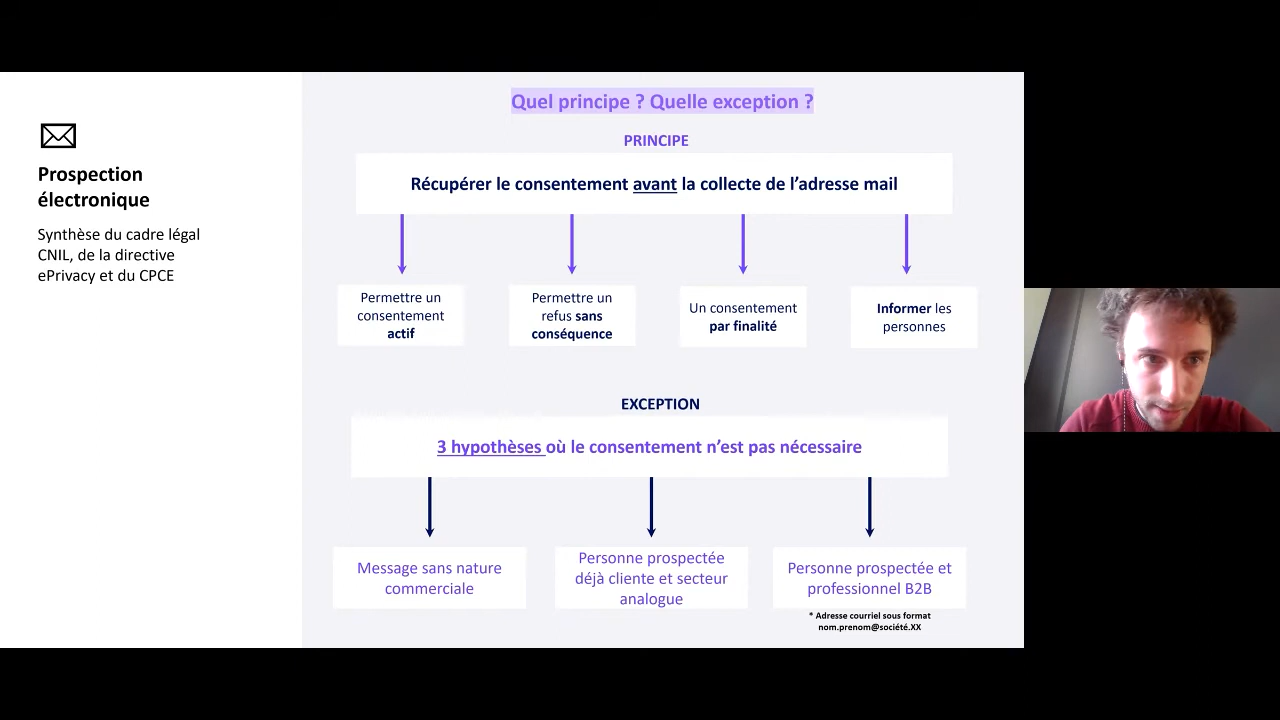 Prospection
électronique
Synthèse du cadre légal
CNIL, de la directive
ePrivacy et du CPCE
Quel principe ? Quelle exception ?
PRINCIPE
Récupérer le consentement avant la collecte de l’adresse mail
Permettre un
consentement
actif
Permettre un
refus sans
conséquence
Un consentement
par finalité
Informer les
personnes
EXCEPTION
3 hypothèses où le consentement n’est pas nécessaire
Message sans nature
commerciale
Personne prospectée
déjà cliente et secteur
analogue
Personne prospectée et
professionnel B2B
* Adresse courriel sous format
nom.prenom@société.XX